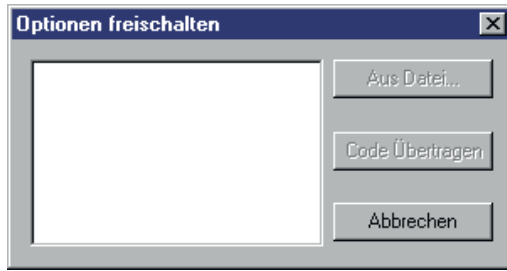 Optionen freischalten
Aus Datei...
Code Übertragen
Abbrechen